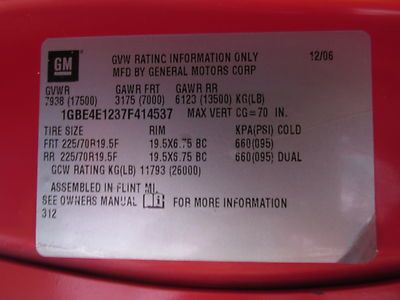 GM
GVW RATING INFORMATION ONLY 12/06
MFD BY GENERAL MOTORS CORP
GVWR GAWR FRT GAWR RR
7938 (17500) 3175 (7000) 6123 (13500) KG(LB)
1GBE4E1237F414537 MAX VERT CG=70 IN.
TIRE SIZE RIM KPA(PSI) COLD
FRT 225/70R19.5F 19.5X6.75 BC 660(095)
RR 225/70R19.5F 19.5X6.75 BC 660(095) DUAL
GCW RATING KG(LB) 11793 (26000)
ASSEMBLED IN FLINT MI.
SEE OWNERS MANUAL FOR MORE INFORMATION
312